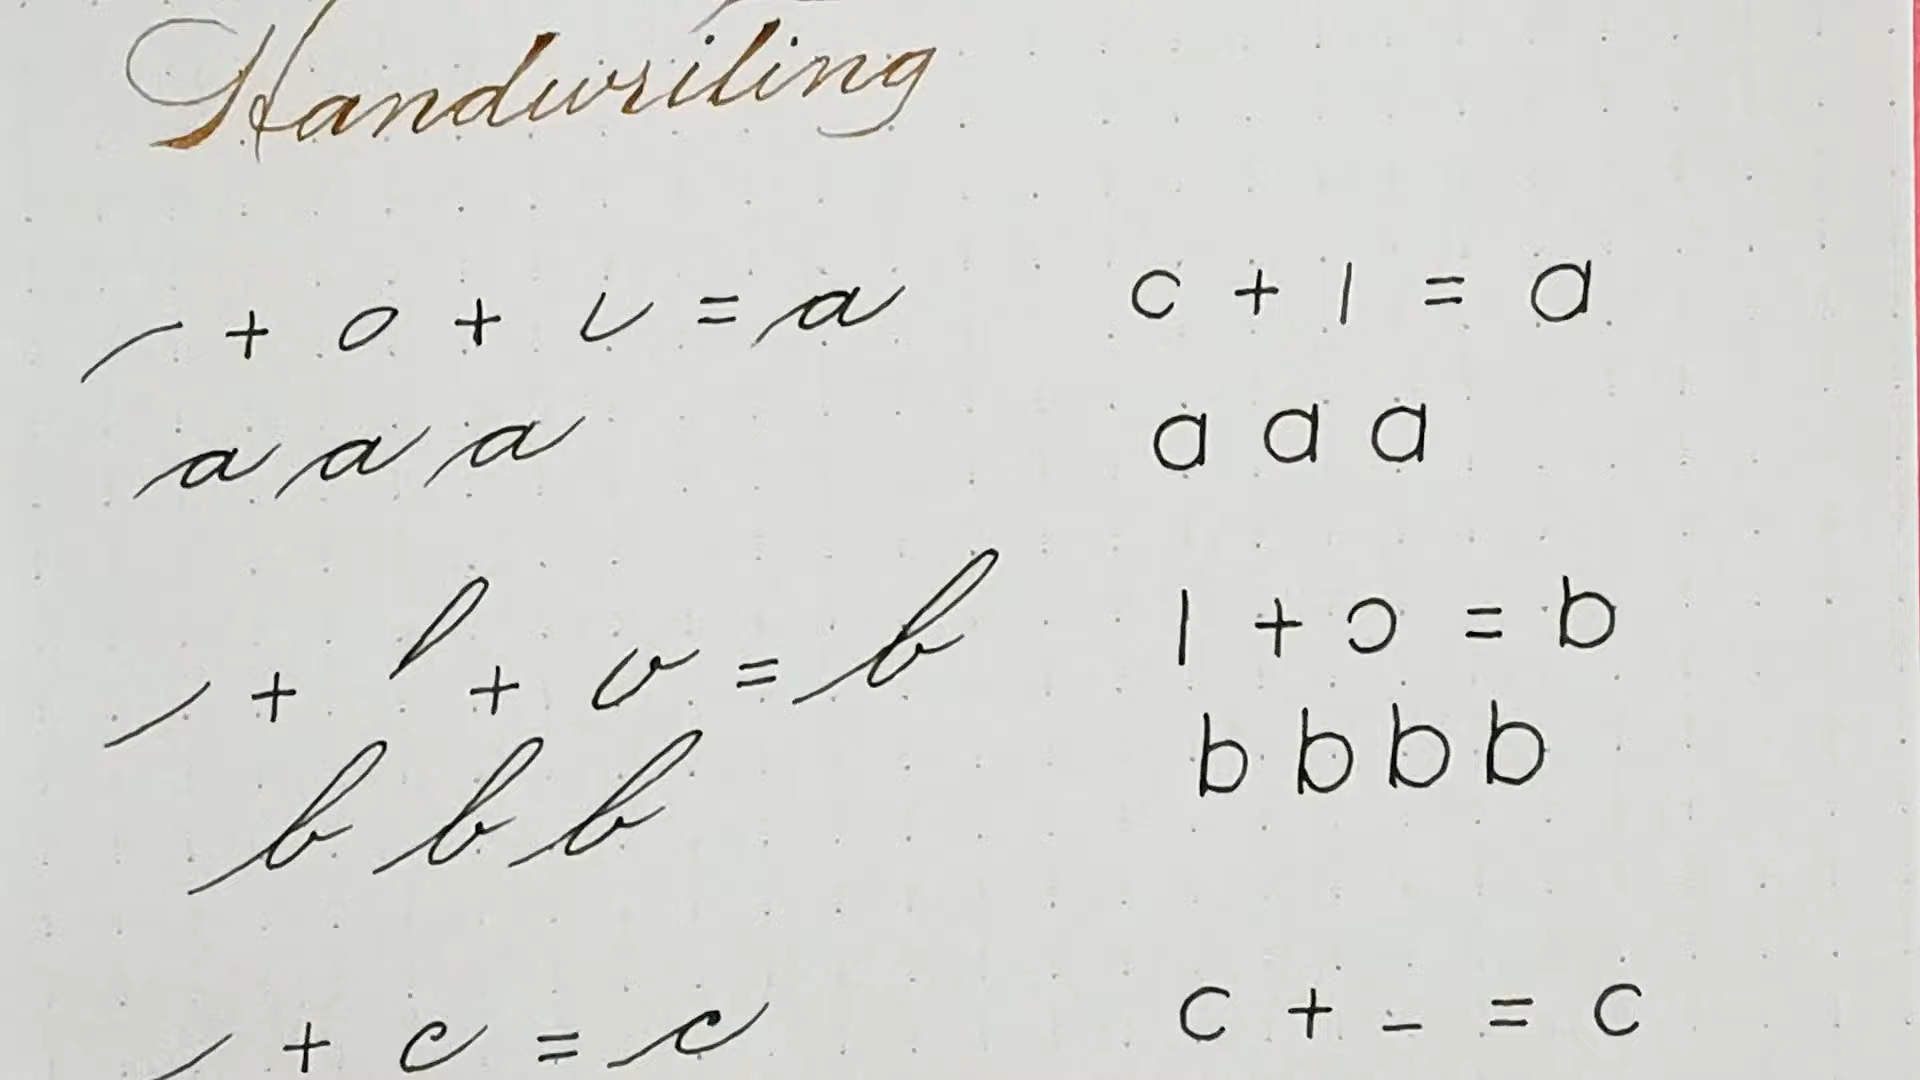 Handwriting
+ o + = a
c + l = a
a a a
a a a
+ + = b
l + ɔ = b
b b b
b b b b
+ c = c
c + _ = c